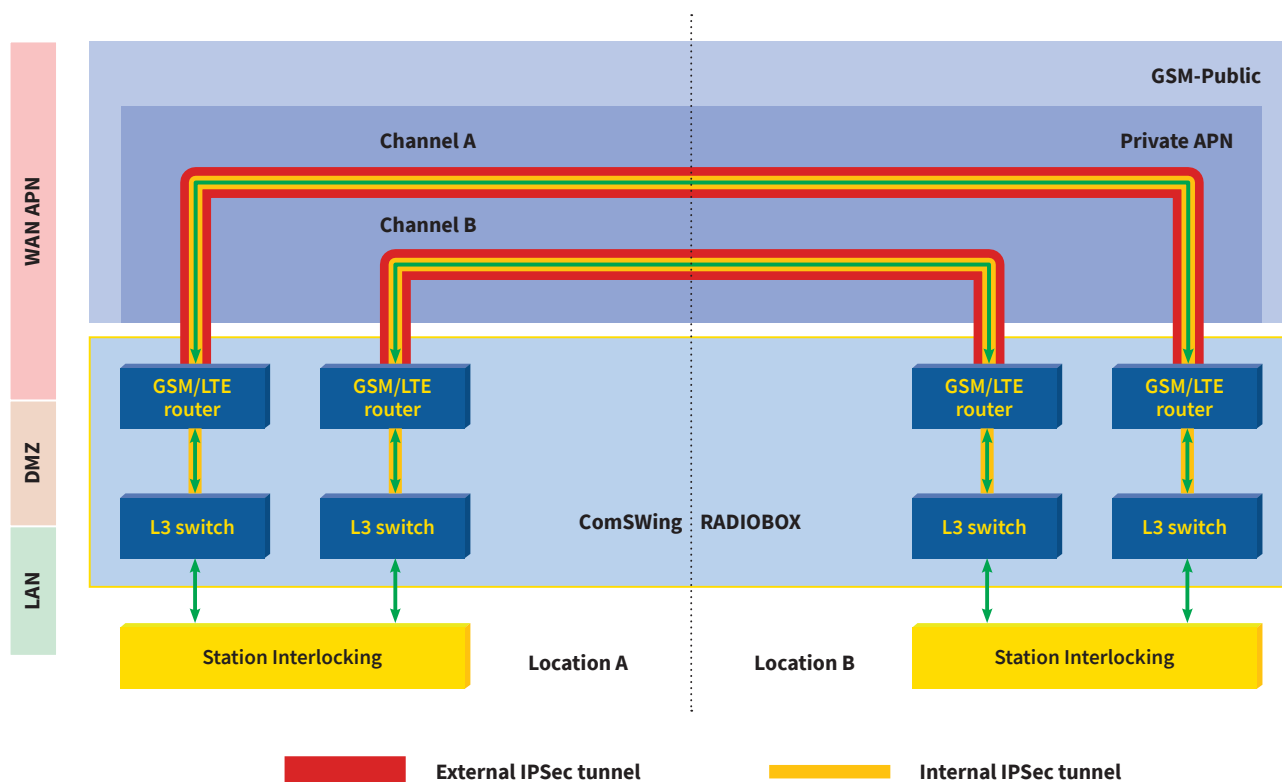 GSM-Public
WAN APN
Channel A
Private APN
Channel B
GSM/LTE
router
GSM/LTE
router
GSM/LTE
router
GSM/LTE
router
DMZ
L3 switch
L3 switch
ComSWing
RADIOBOX
L3 switch
L3 switch
LAN
Station Interlocking
Location A
Location B
Station Interlocking
External IPSec tunnel
Internal IPSec tunnel